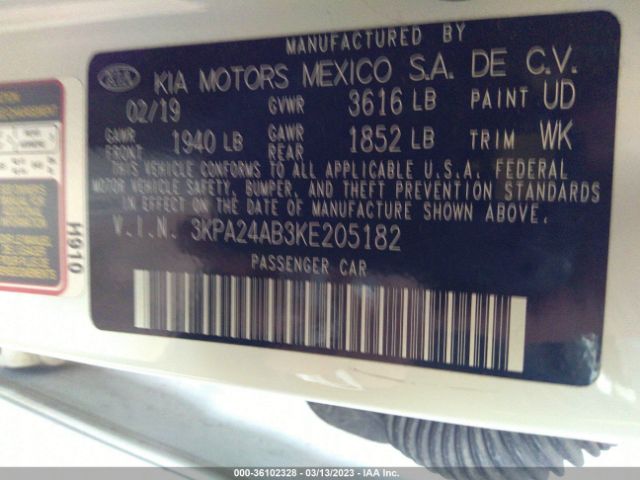 MANUFACTURED BY
KIA KIA MOTORS MEXICO S.A. DE C.V.
02/19 GVWR 3616 LB PAINT UD
GAWR FRONT 1940 LB GAWR REAR 1852 LB TRIM WK
THIS VEHICLE CONFORMS TO ALL APPLICABLE U.S.A. FEDERAL
MOTOR VEHICLE SAFETY, BUMPER, AND THEFT PREVENTION STANDARDS
IN EFFECT ON THE DATE OF MANUFACTURE SHOWN ABOVE.
V.I.N. 3KPA24AB3KE205182
PASSENGER CAR
H910
000-36102328 - 03/13/2023 - IAA Inc.